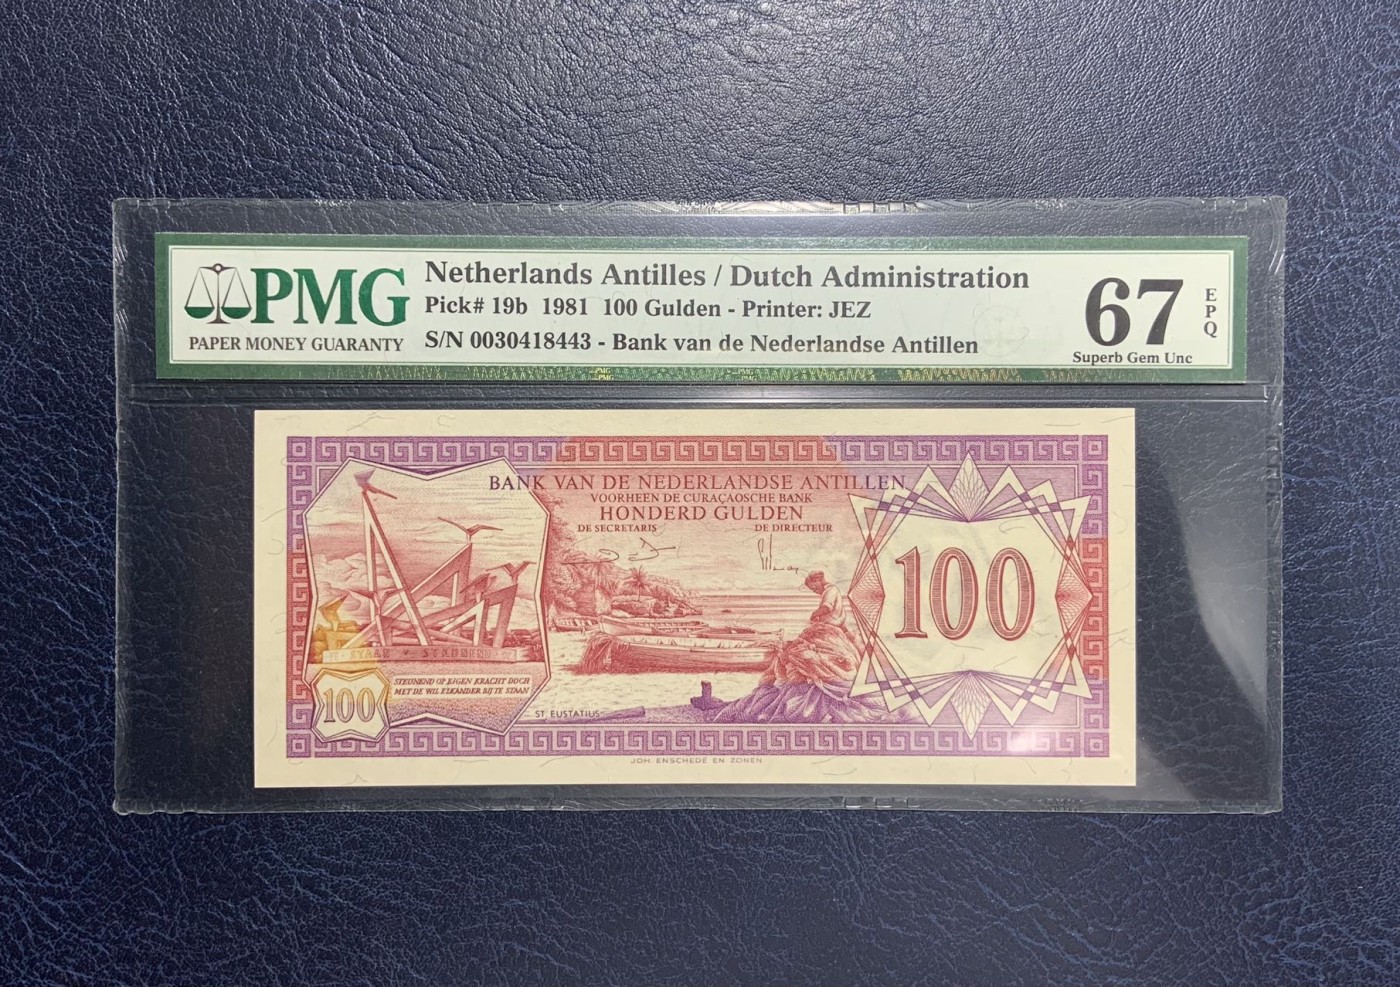 PMG
PAPER MONEY GUARANTY
Netherlands Antilles / Dutch Administration
Pick# 19b 1981 100 Gulden - Printer: JEZ
S/N 0030418443 - Bank van de Nederlandse Antillen
67
EPQ
Superb Gem Unc
BANK VAN DE NEDERLANDSE ANTILLEN
VOORHEEN DE CURAÇAOSCHE BANK
HONDERD GULDEN
DE SECRETARIS DE DIRECTEUR
100
STEUNEND OP EIGEN KRACHT DOCH
MET DE WIL ELKANDER BIJ TE STAAN
100
ST. EUSTATIUS
JOH. ENSCHEDÉ EN ZONEN